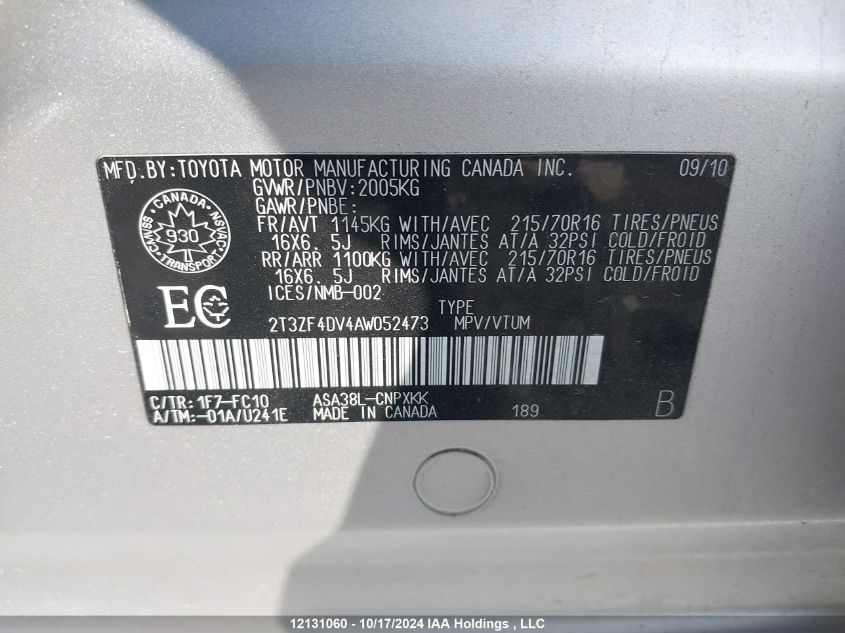 MFD.BY:TOYOTA MOTOR MANUFACTURING CANADA INC. 09/10
GVWR/PNBV:2005KG
GAWR/PNBE:
FR/AVT 1145KG WITH/AVEC 215/70R16 TIRES/PNEUS
16X6.5J RIMS/JANTES AT/A 32PSI COLD/FROID
RR/ARR 1100KG WITH/AVEC 215/70R16 TIRES/PNEUS
16X6.5J RIMS/JANTES AT/A 32PSI COLD/FROID
ICES/NMB-002
CANADA
CMVSS 930 NSVAC
TRANSPORT
EC
TYPE
2T3ZF4DV4AW052473 MPV/VTUM
C/TR: 1F7-FC10 ASA38L-CNPXKK
A/TM:-01A/U241E MADE IN CANADA 189 B
12131060 - 10/17/2024 IAA Holdings , LLC